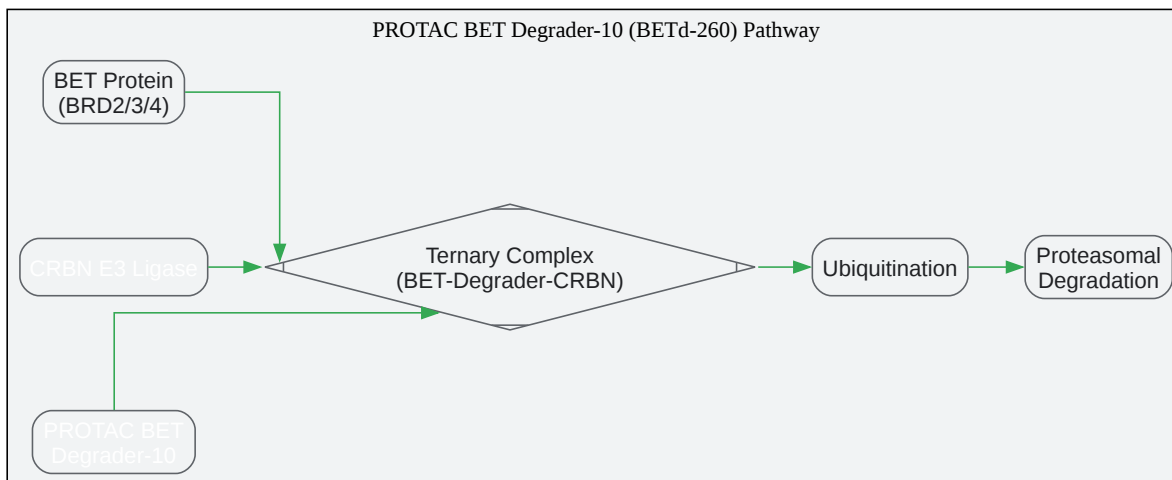 PROTAC BET Degrader-10 (BETd-260) Pathway
BET Protein
(BRD2/3/4)
CRBN E3 Ligase
Ternary Complex
(BET-Degrader-CRBN)
Ubiquitination
Proteasomal
Degradation
PROTAC BET
Degrader-10